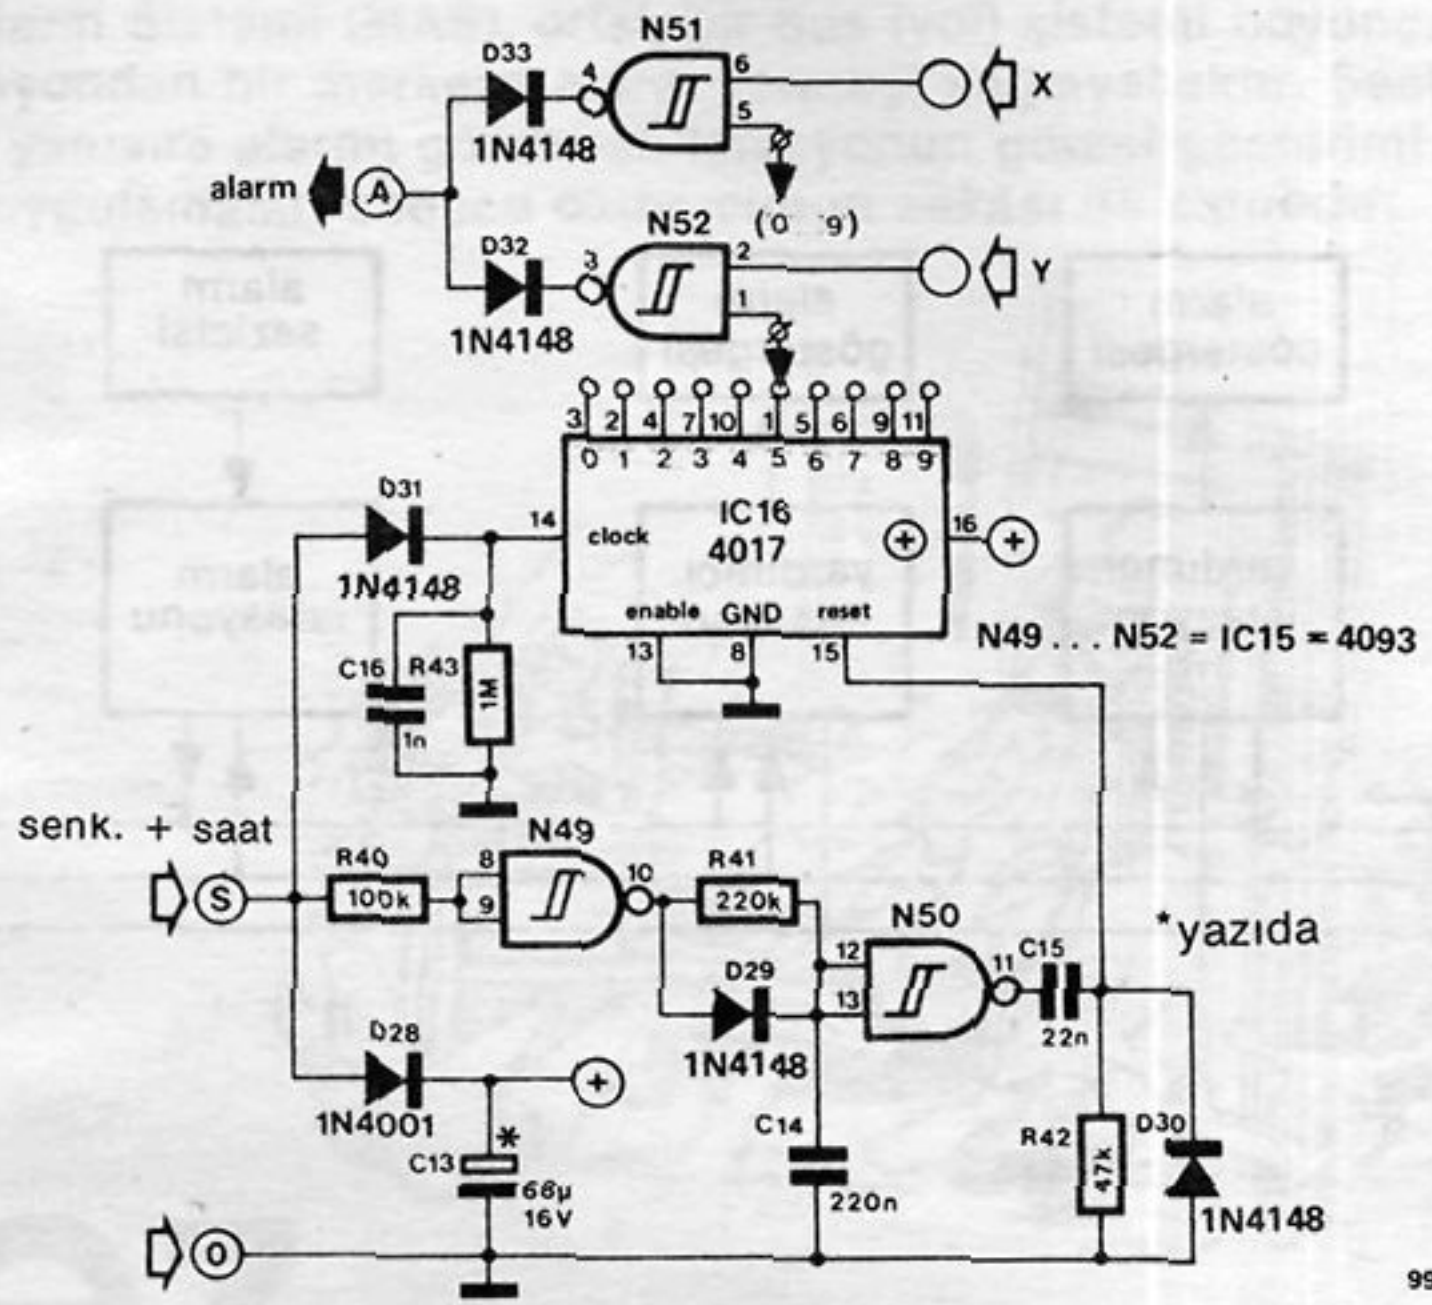 N51
D33
4
6
X
5
1N4148
alarm
A
(0 9)
N52
D32
3
2
Y
1
1N4148
3 2 4 7 10 1 5 6 9 11
0 1 2 3 4 5 6 7 8 9
D31
IC16
14
clock
4017
+
16
+
1N4148
enable GND reset
13
8
15
N49 . . . N52 = IC15 = 4093
C16
R43
1M
1n
senk. + saat
N49
R40
8
10
R41
S
100k
9
220k
N50
*yazıda
12
11
C15
D29
13
22n
1N4148
D28
+
1N4001
C14
*
C13
R42
D30
47k
68µ
16V
220n
1N4148
0
99